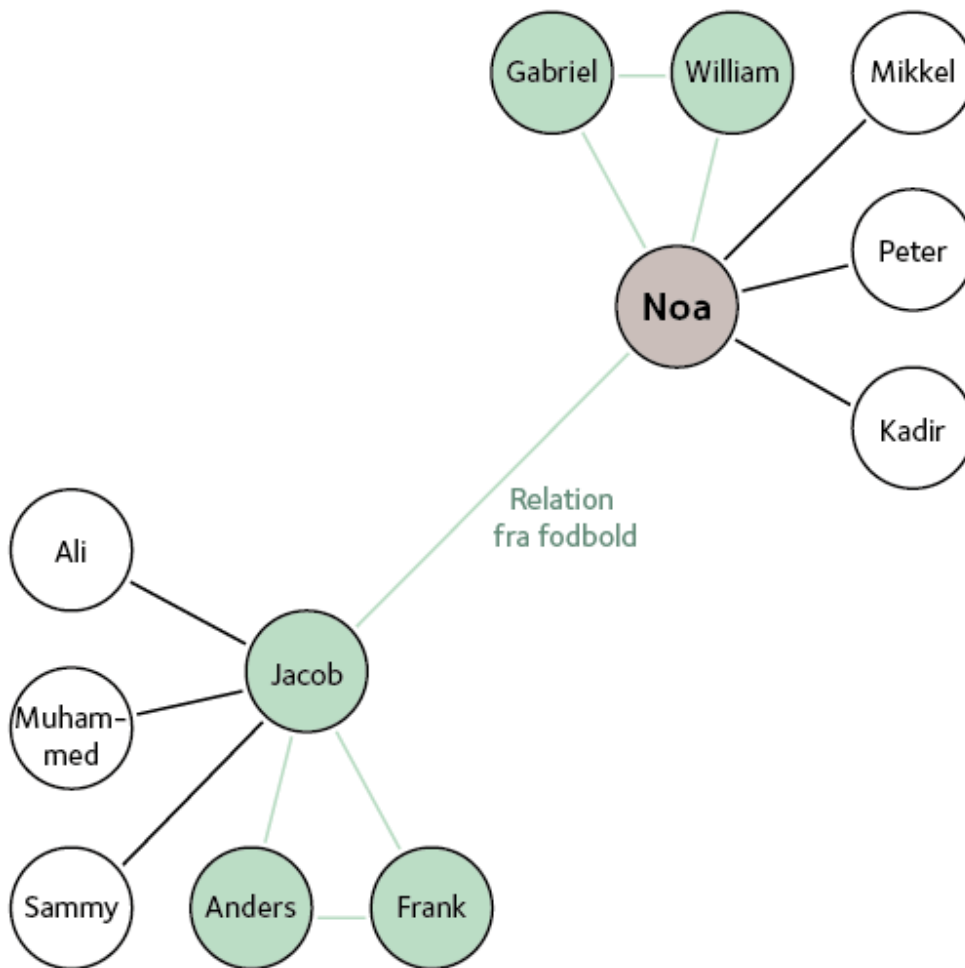 Gabriel
William
Mikkel
Peter
Noa
Kadir
Relation
fra fodbold
Ali
Jacob
Muham-
med
Sammy
Anders
Frank